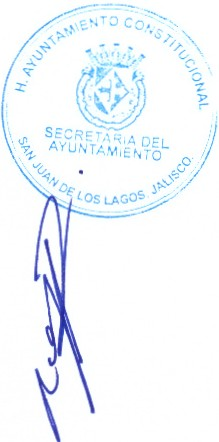 H. AYUNTAMIENTO CONSTITUCIONAL
SECRETARIA DEL
AYUNTAMIENTO
SAN JUAN DE LOS LAGOS, JALISCO.